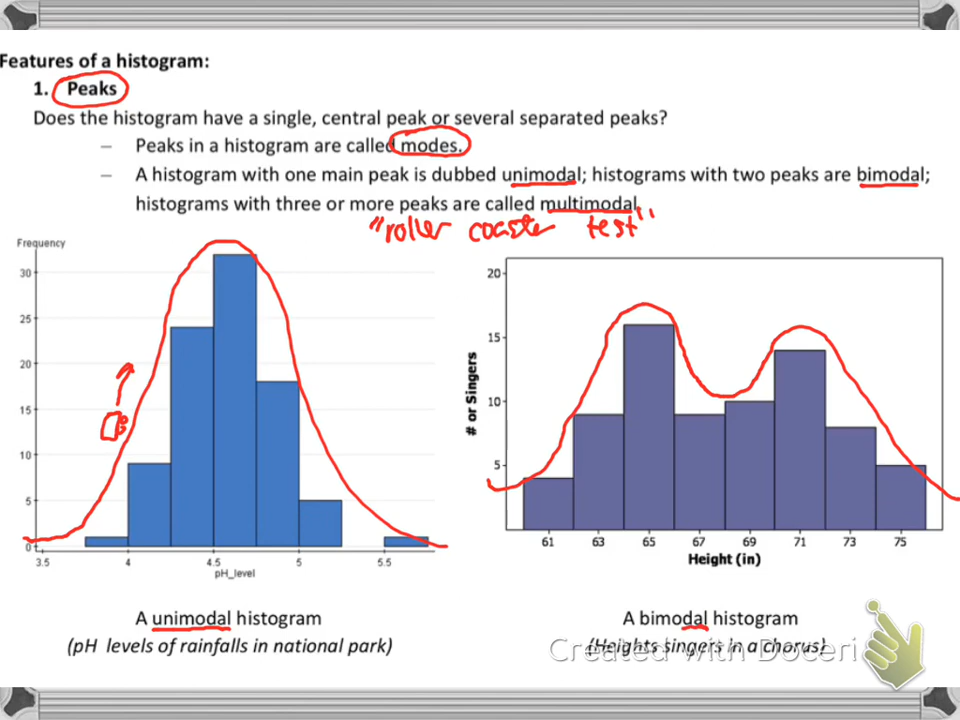 Features of a histogram:
1. Peaks
Does the histogram have a single, central peak or several separated peaks?
– Peaks in a histogram are called modes.
– A histogram with one main peak is dubbed unimodal; histograms with two peaks are bimodal;
histograms with three or more peaks are called multimodal.
"roller coaster test"
Frequency
30
25
20
15
10
5
0
3.5 4 4.5 5 5.5
pH_level
# or Singers
20
15
10
5
61 63 65 67 69 71 73 75
Height (in)
A unimodal histogram
(pH levels of rainfalls in national park)
A bimodal histogram
(Heights singers in a chorus)
Created with Doceri